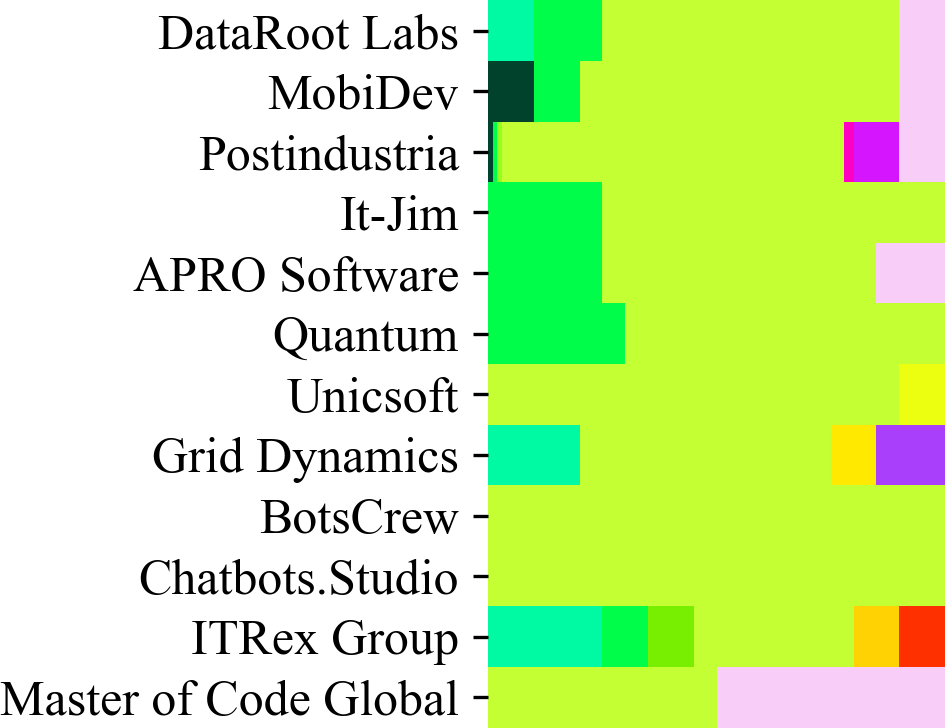 DataRoot Labs
MobiDev
Postindustria
It-Jim
APRO Software
Quantum
Unicsoft
Grid Dynamics
BotsCrew
Chatbots.Studio
ITRex Group
Master of Code Global